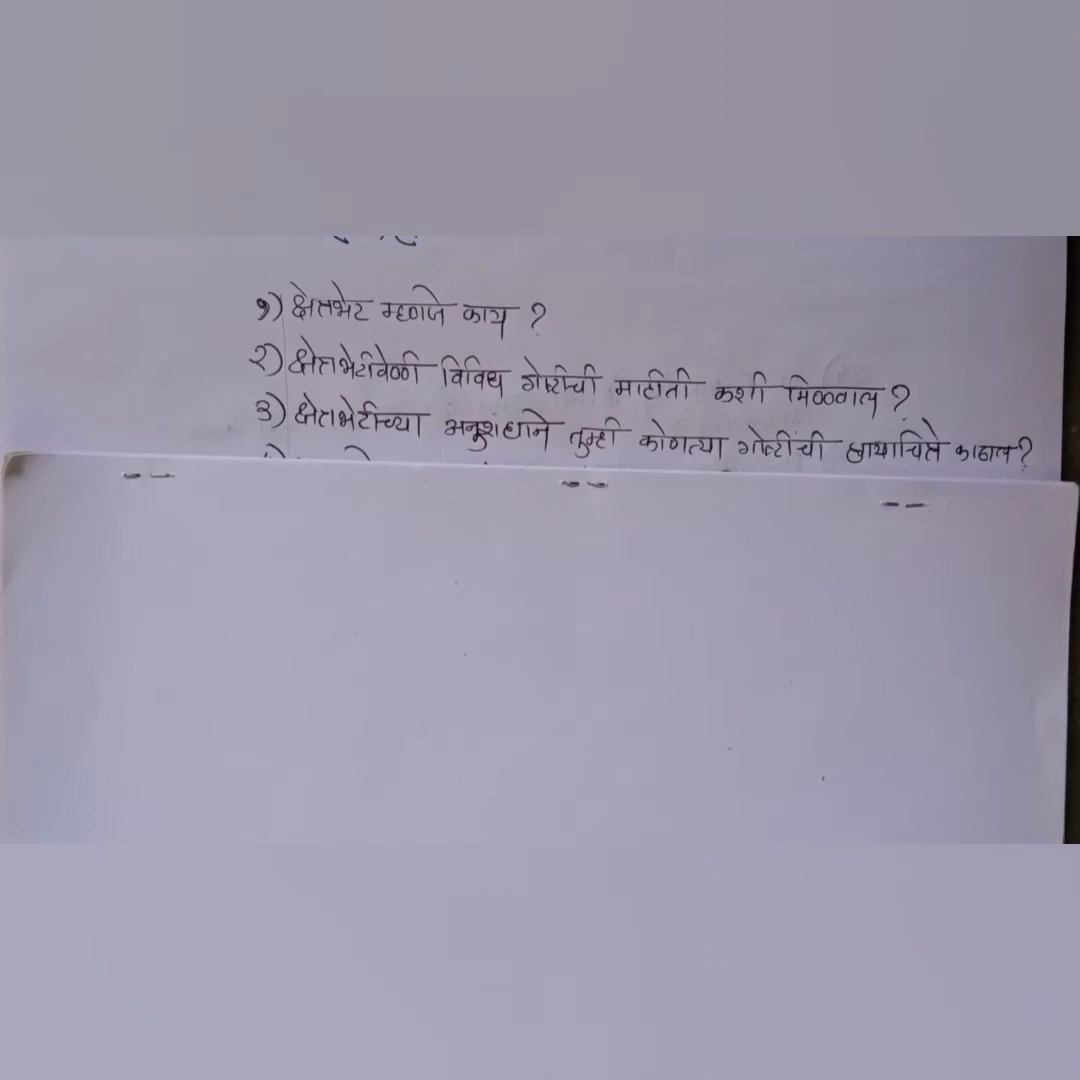 १) क्षेत्रभेट म्हणजे काय ?
२) क्षेत्रभेटीवेळी विविध गोष्टींची माहीती कशी मिळवाल ?
३) क्षेत्रभेटीच्या अनुशंधाने तुम्ही कोणत्या गोष्टींची छायाचित्रे काढाल ?